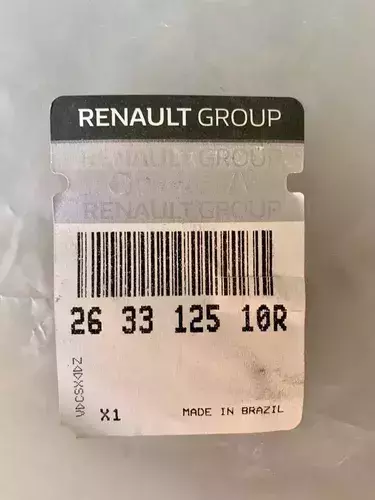 RENAULT GROUP
RENAULT GROUP
RENAULT GROUP
26 33 125 10R
X1
MADE IN BRAZIL